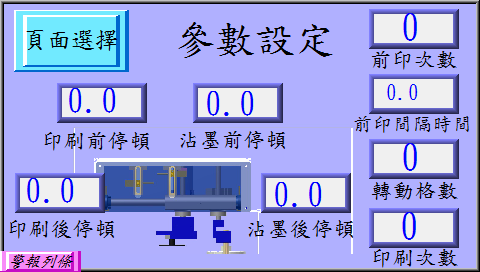 頁面選擇
參數設定
0
前印次數
0.0
印刷前停頓
0.0
沾墨前停頓
0.0
前印間隔時間
0.0
印刷後停頓
0.0
沾墨後停頓
0
轉動格數
0
印刷次數
警報列條